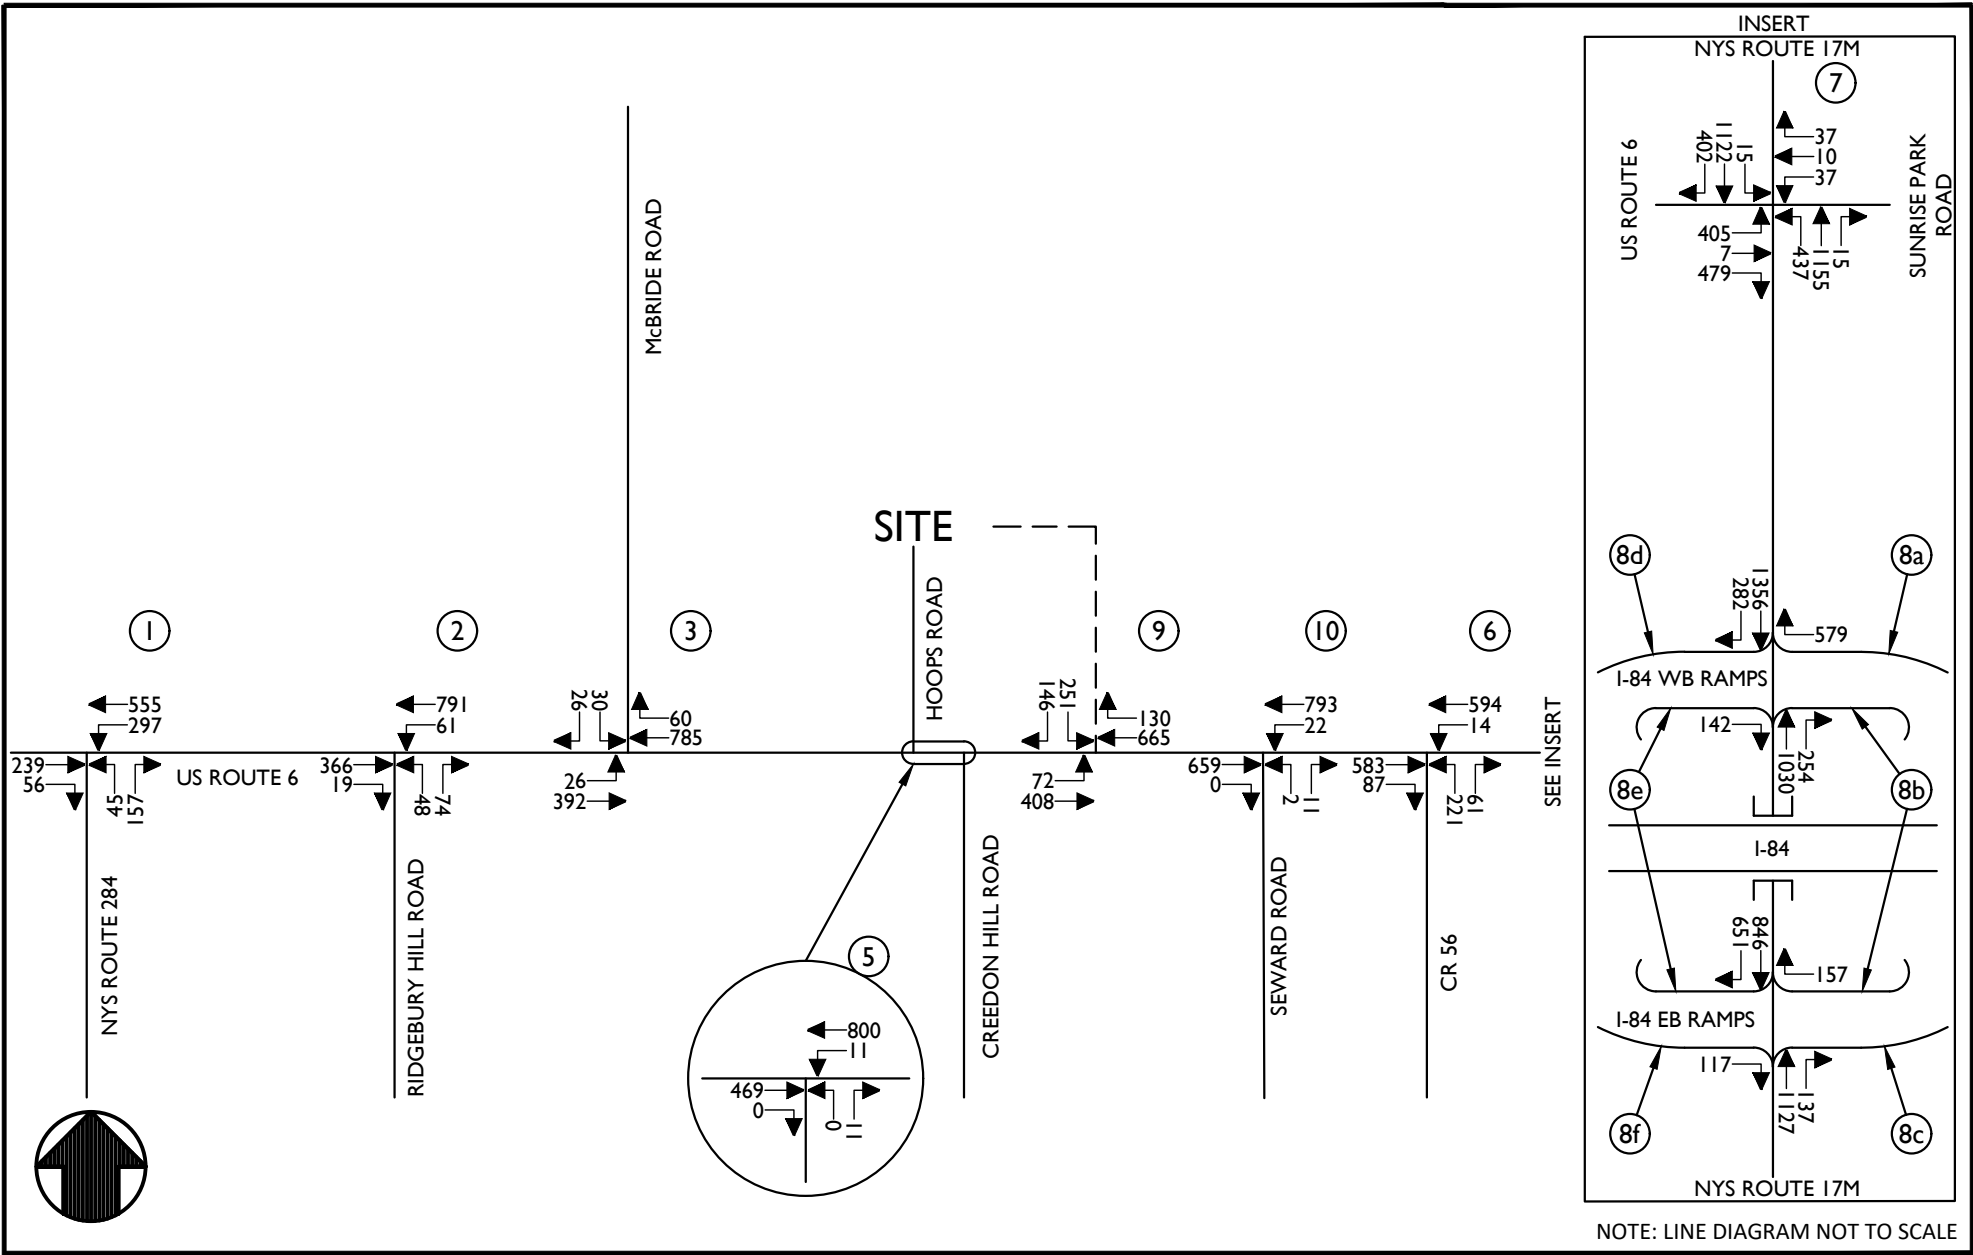 INSERT
NYS ROUTE 17M
7
37
10
37
402
1122
15
US ROUTE 6
SUNRISE PARK
ROAD
405
7
479
437
1155
15
McBRIDE ROAD
SITE
HOOPS ROAD
8d
8a
1356
282
579
I-84 WB RAMPS
142
1030
254
8e
8b
I-84
846
651
157
I-84 EB RAMPS
117
1127
137
8f
8c
NYS ROUTE 17M
1
2
3
9
10
6
555
297
239
56
45
157
US ROUTE 6
791
61
366
19
48
74
26
30
60
785
26
392
146
251
130
665
72
408
793
22
659
0
2
11
594
14
583
87
221
61
SEE INSERT
NYS ROUTE 284
RIDGEBURY HILL ROAD
CREEDON HILL ROAD
SEWARD ROAD
CR 56
5
800
11
469
0
0
11
NOTE: LINE DIAGRAM NOT TO SCALE